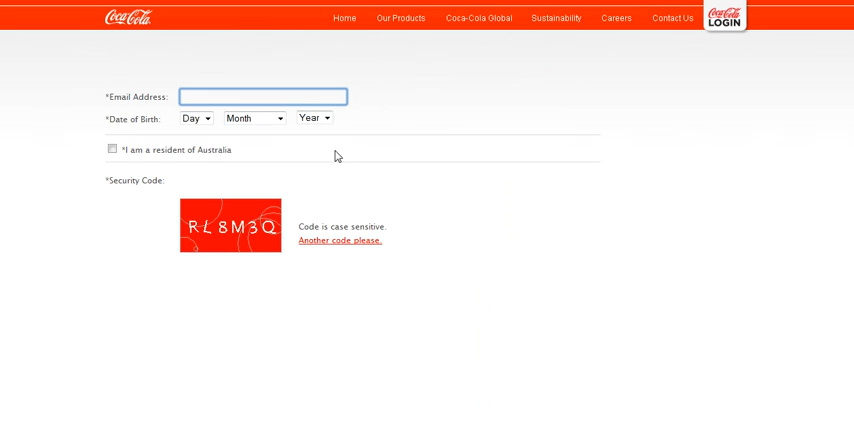 Coca-Cola Home Our Products Coca-Cola Global Sustainability Careers Contact Us Coca-Cola
LOGIN
*Email Address:
*Date of Birth: Day Month Year
*I am a resident of Australia
*Security Code:
RL8M3Q
Code is case sensitive.
Another code please.